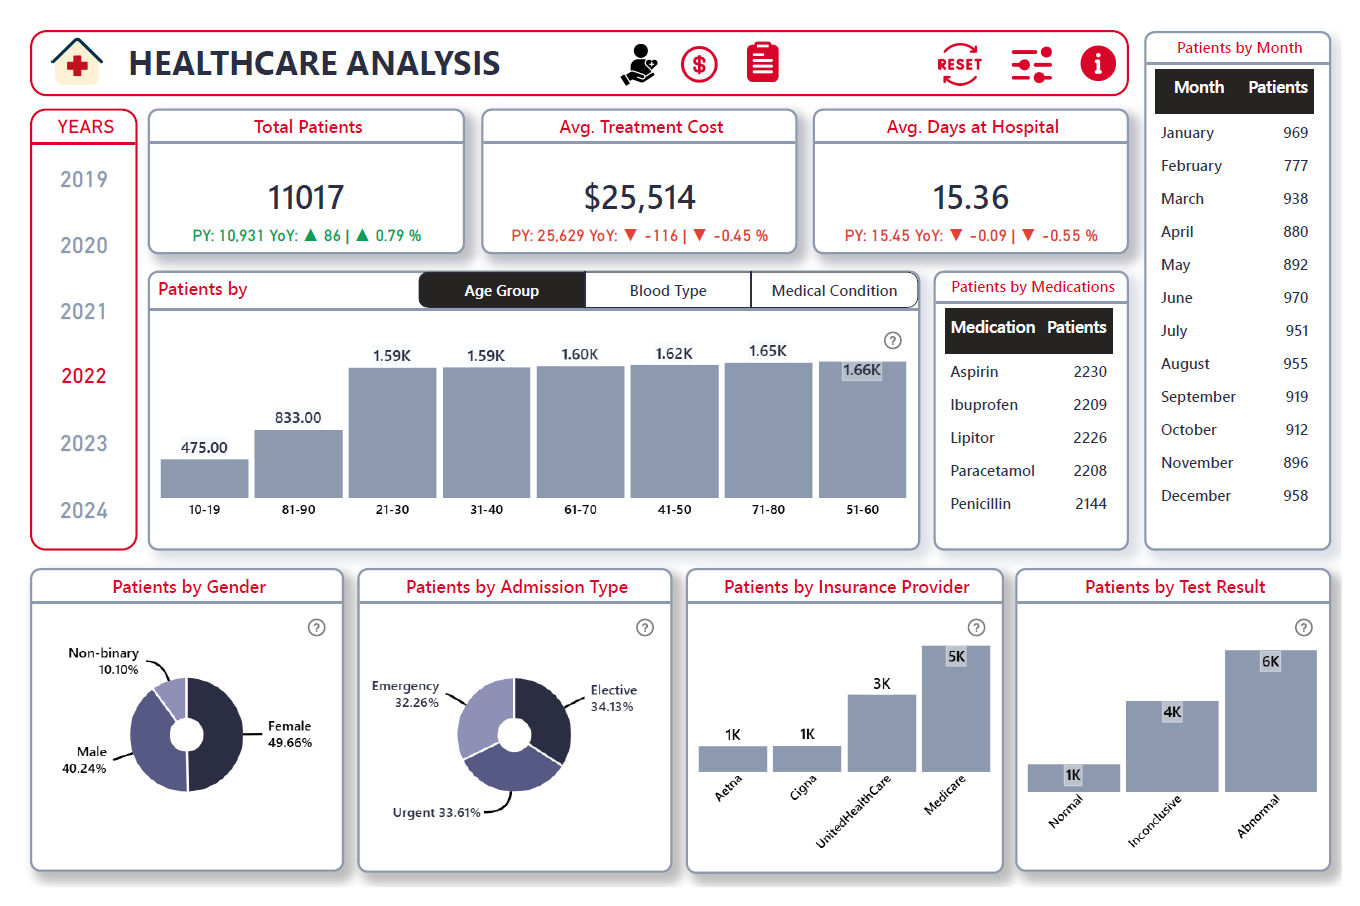 HEALTHCARE ANALYSIS
$
RESET
i
YEARS
2019
2020
2021
2022
2023
2024
Total Patients
11017
PY: 10,931 YoY: ▲ 86 | ▲ 0.79 %
Avg. Treatment Cost
$25,514
PY: 25,629 YoY: ▼ -116 | ▼ -0.45 %
Avg. Days at Hospital
15.36
PY: 15.45 YoY: ▼ -0.09 | ▼ -0.55 %
Patients by Month
Month Patients
January 969
February 777
March 938
April 880
May 892
June 970
July 951
August 955
September 919
October 912
November 896
December 958
Patients by
Age Group Blood Type Medical Condition
?
475.00 833.00 1.59K 1.59K 1.60K 1.62K 1.65K 1.66K
10-19 81-90 21-30 31-40 61-70 41-50 71-80 51-60
Patients by Medications
Medication Patients
Aspirin 2230
Ibuprofen 2209
Lipitor 2226
Paracetamol 2208
Penicillin 2144
Patients by Gender
?
Non-binary
10.10%
Female
49.66%
Male
40.24%
Patients by Admission Type
?
Emergency
32.26%
Elective
34.13%
Urgent 33.61%
Patients by Insurance Provider
?
1K 1K 3K 5K
Aetna Cigna UnitedHealthCare Medicare
Patients by Test Result
?
1K 4K 6K
Normal Inconclusive Abnormal